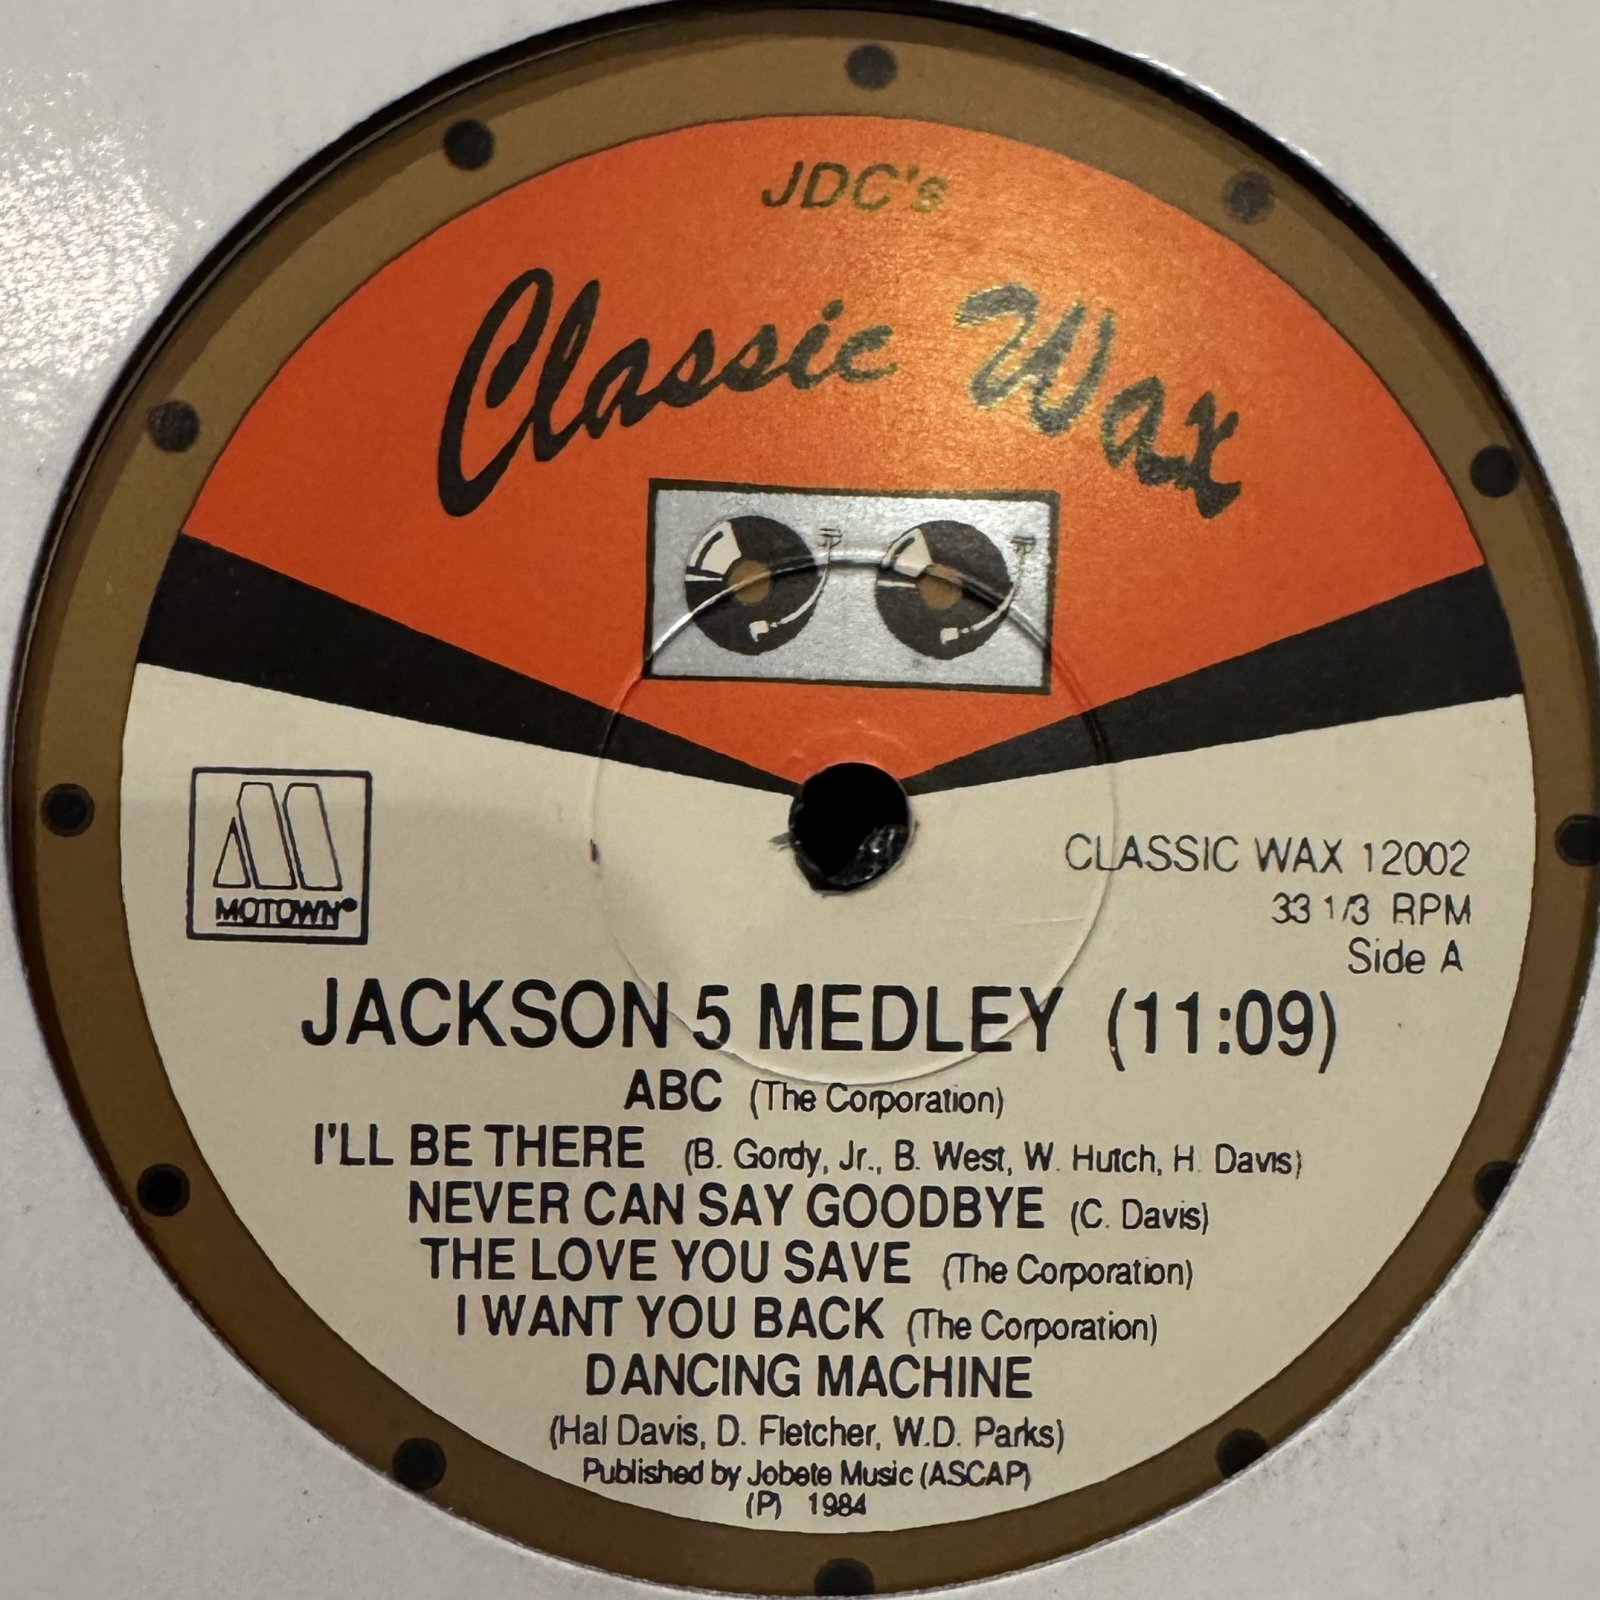 JDC's
Classic Wax
MOTOWN
CLASSIC WAX 12002
33 1/3 RPM
Side A
JACKSON 5 MEDLEY (11:09)
ABC (The Corporation)
I'LL BE THERE (B. Gordy, Jr., B. West, W. Hutch, H. Davis)
NEVER CAN SAY GOODBYE (C. Davis)
THE LOVE YOU SAVE (The Corporation)
I WANT YOU BACK (The Corporation)
DANCING MACHINE
(Hal Davis, D. Fletcher, W.D. Parks)
Published by Jobete Music (ASCAP)
(P) 1984